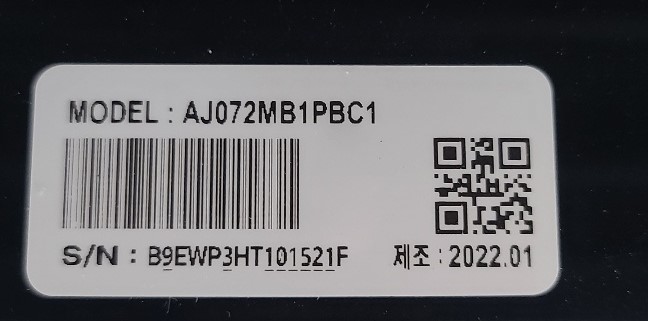 MODEL : AJ072MB1PBC1
S/N : B9EWP3HT101521F
제조 : 2022.01